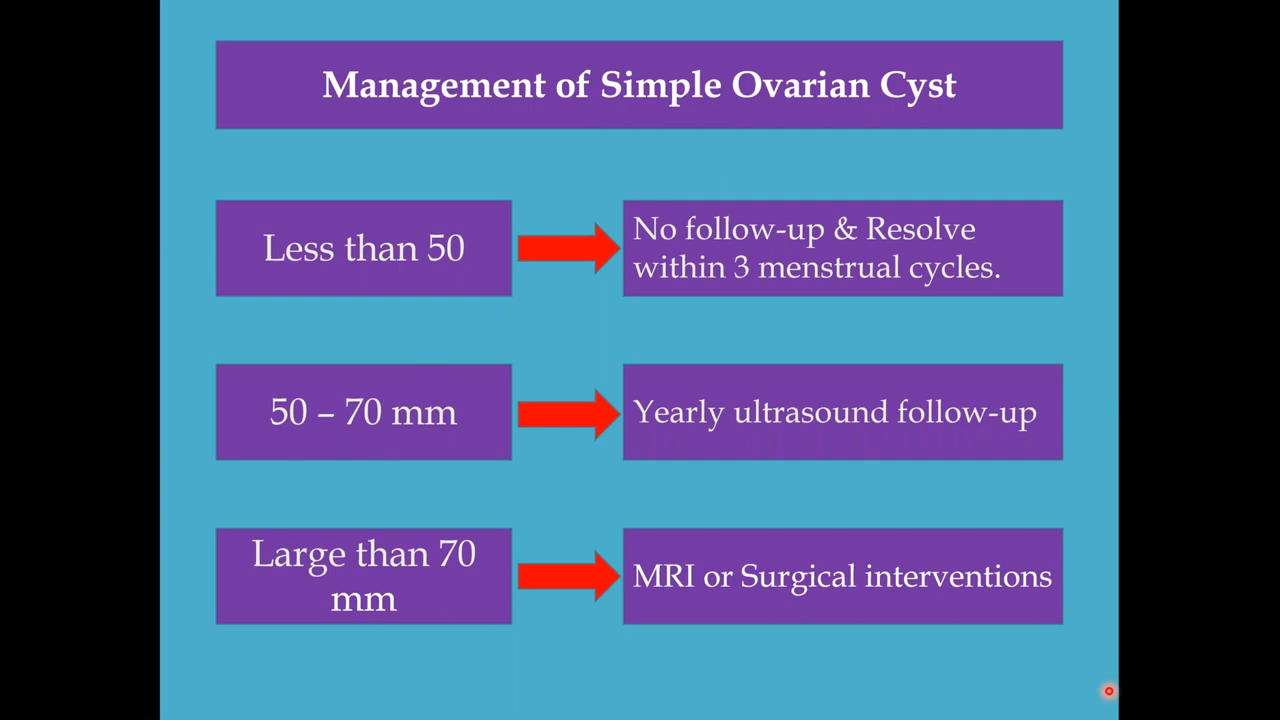 Management of Simple Ovarian Cyst
Less than 50
No follow-up & Resolve
within 3 menstrual cycles.
50 – 70 mm
Yearly ultrasound follow-up
Large than 70
mm
MRI or Surgical interventions